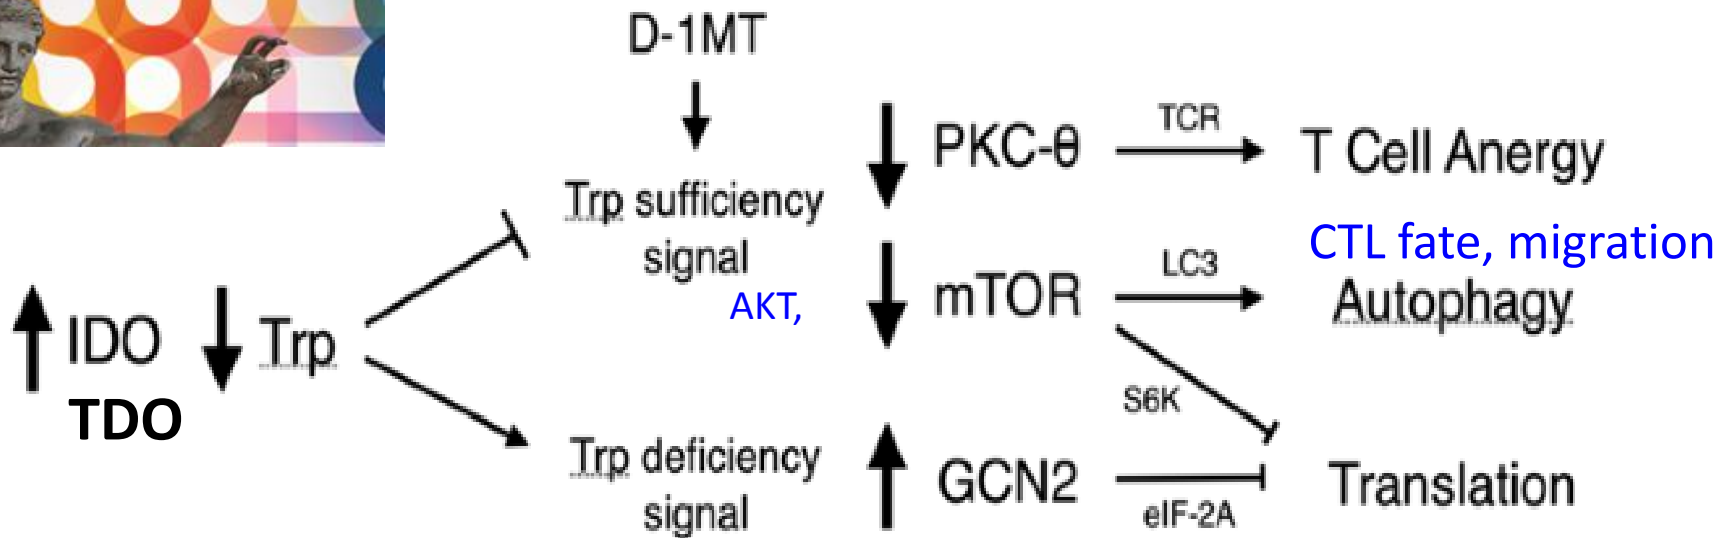 D-1MT
PKC-θ
TCR
T Cell Anergy
Trp sufficiency
signal
AKT,
mTOR
LC3
CTL fate, migration
Autophagy
IDO
Trp
TDO
S6K
Trp deficiency
signal
GCN2
eIF-2A
Translation